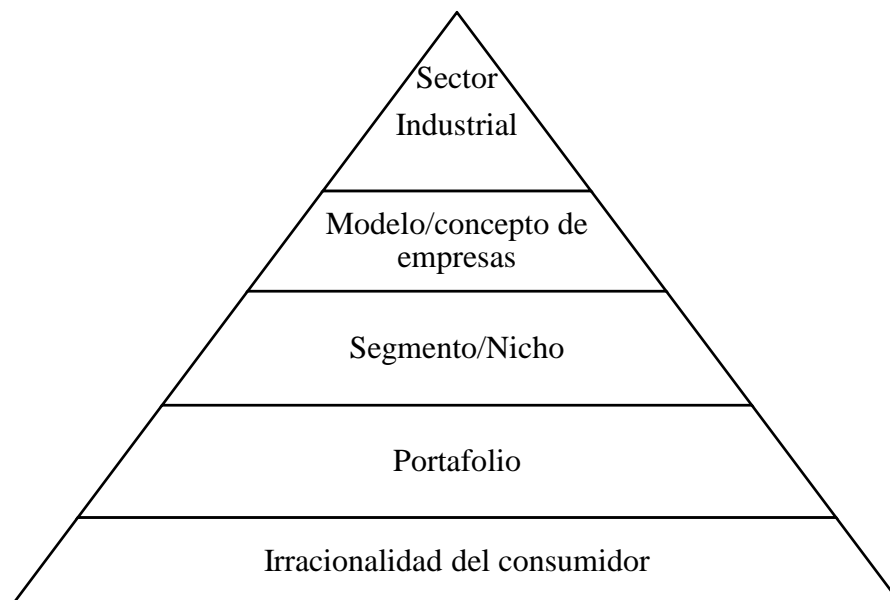 Sector
Industrial
Modelo/concepto de
empresas
Segmento/Nicho
Portafolio
Irracionalidad del consumidor